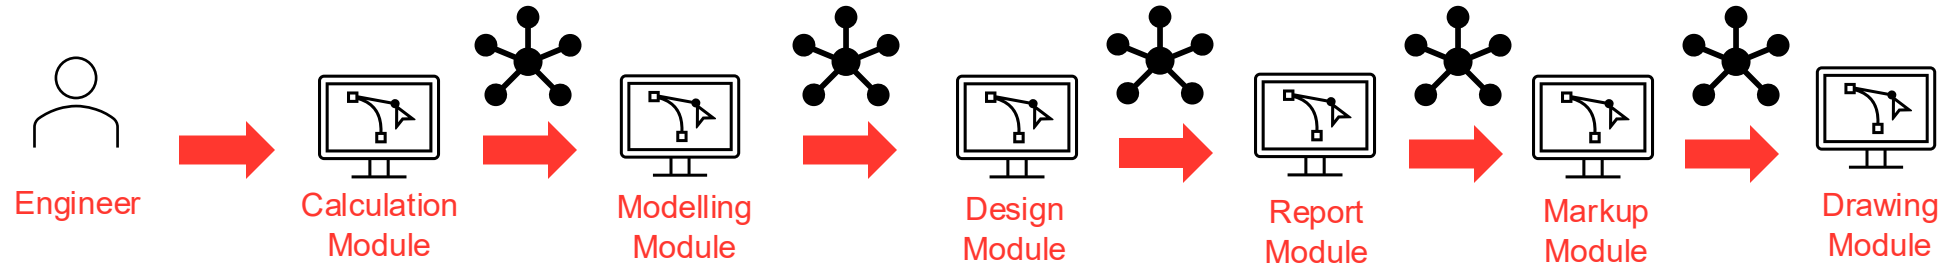 Engineer
Calculation
Module
Modelling
Module
Design
Module
Report
Module
Markup
Module
Drawing
Module